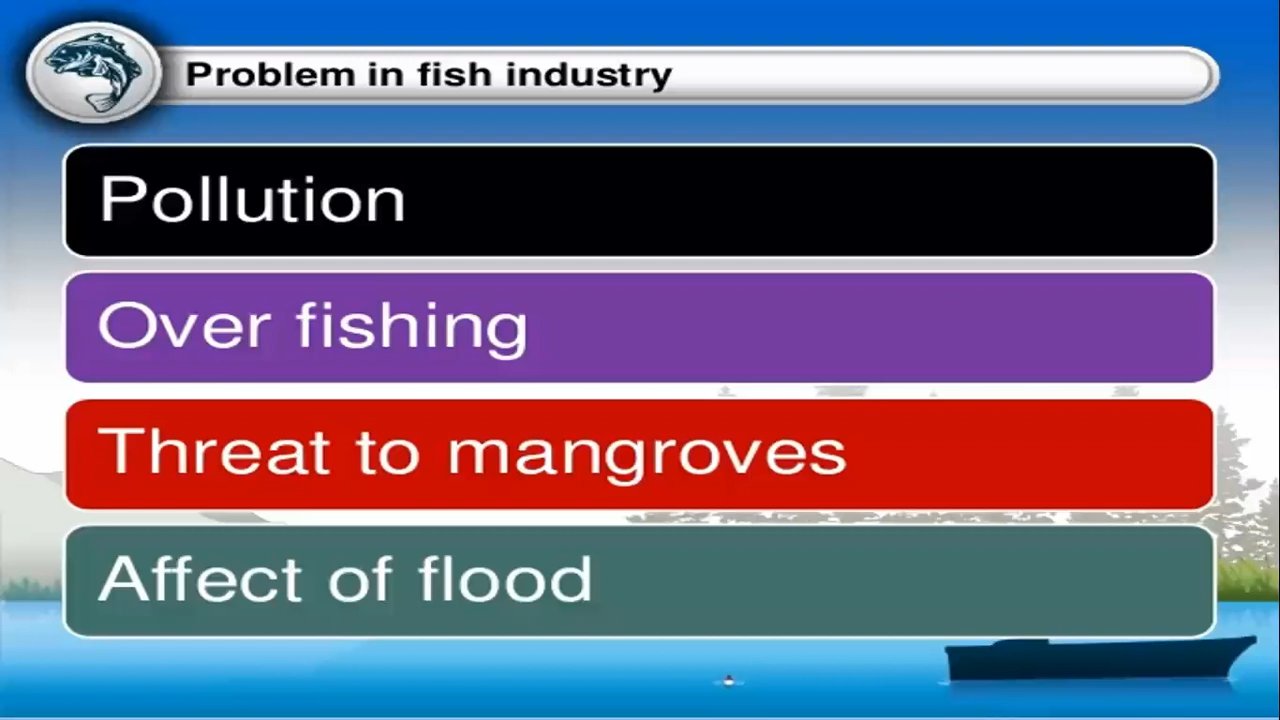 Problem in fish industry
Pollution
Over fishing
Threat to mangroves
Affect of flood